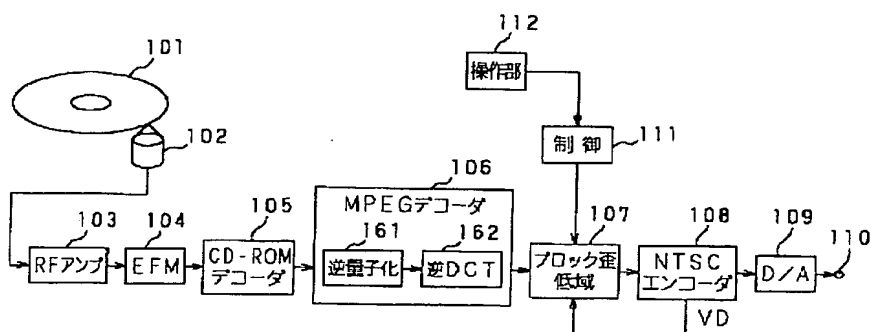 112
操作部
101
102
111
制御
106
MPEGデコーダ
103
RFアンプ
104
EFM
105
CD-ROM
デコーダ
161
逆量子化
162
逆DCT
107
ブロック歪
低域
108
NTSC
エンコーダ
109
D/A
110
VD